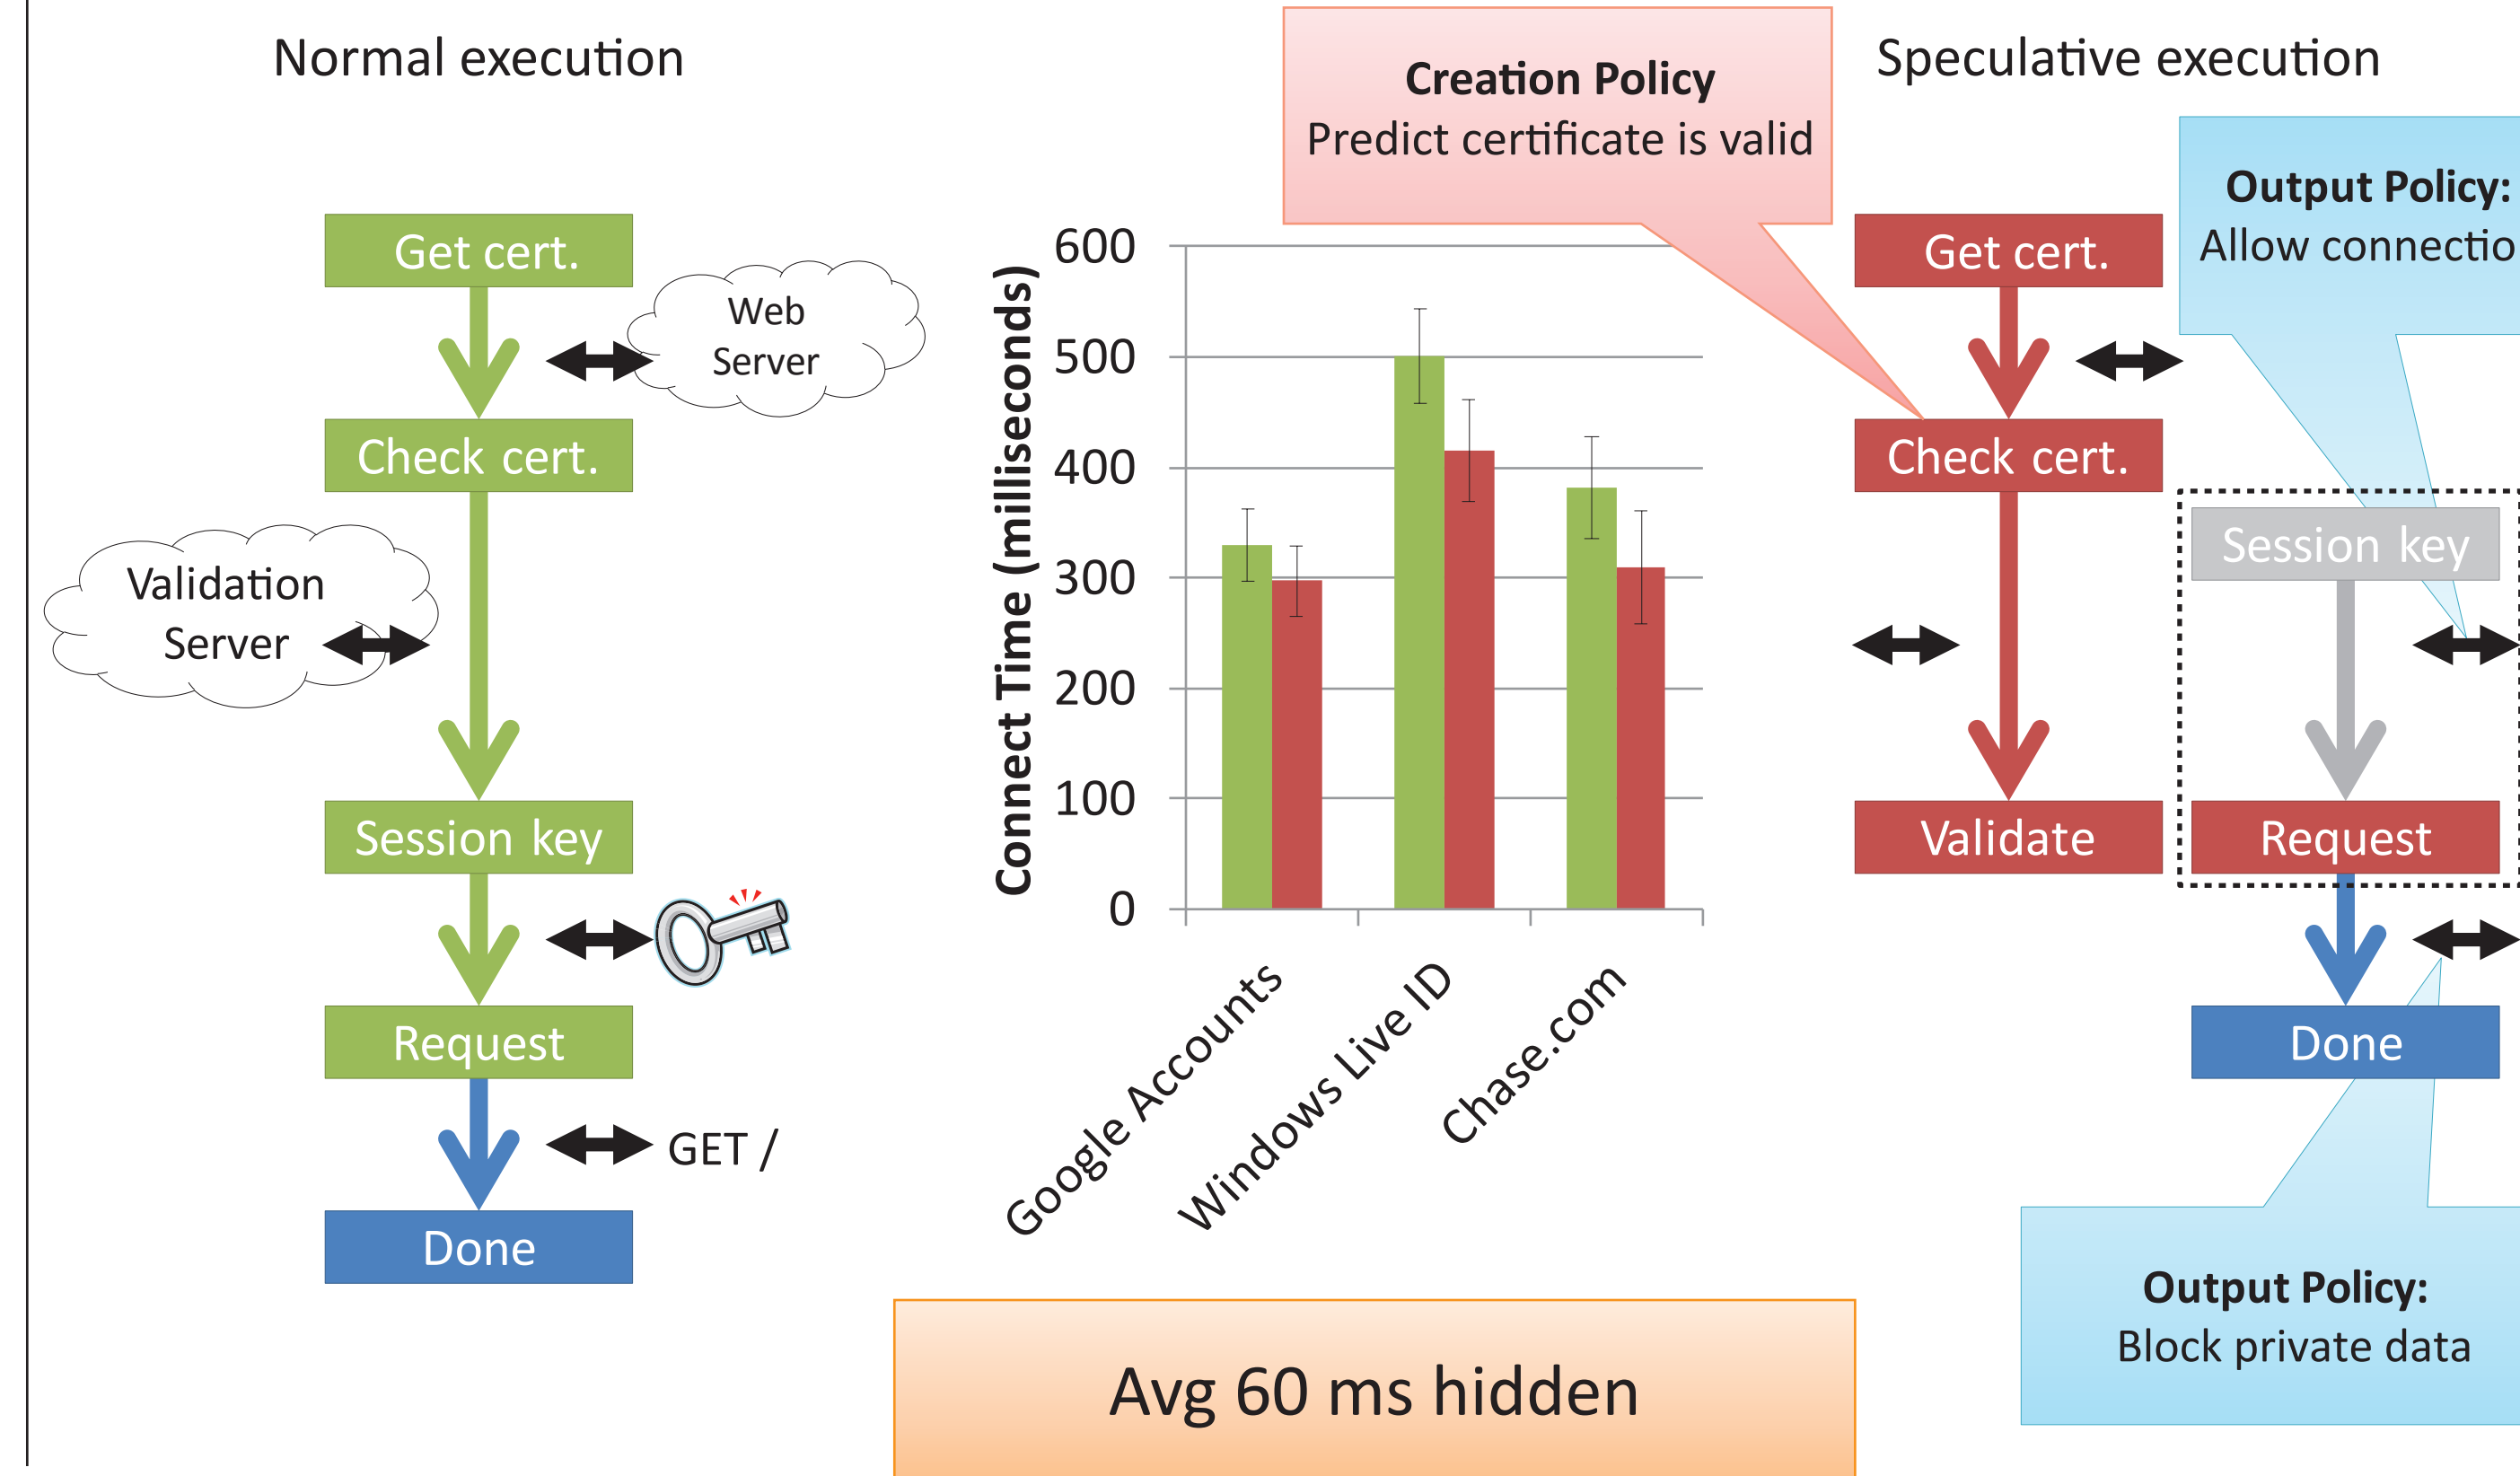 Normal execution
Get cert.
Web
Server
Check cert.
Validation
Server
Session key
Request
GET /
Done
Creation Policy
Predict certificate is valid
Connect Time (milliseconds)
600
500
400
300
200
100
0
Google Accounts
Windows Live ID
Chase.com
Avg 60 ms hidden
Speculative execution
Output Policy:
Allow connectio
Get cert.
Check cert.
Session key
Validate
Request
Done
Output Policy:
Block private data